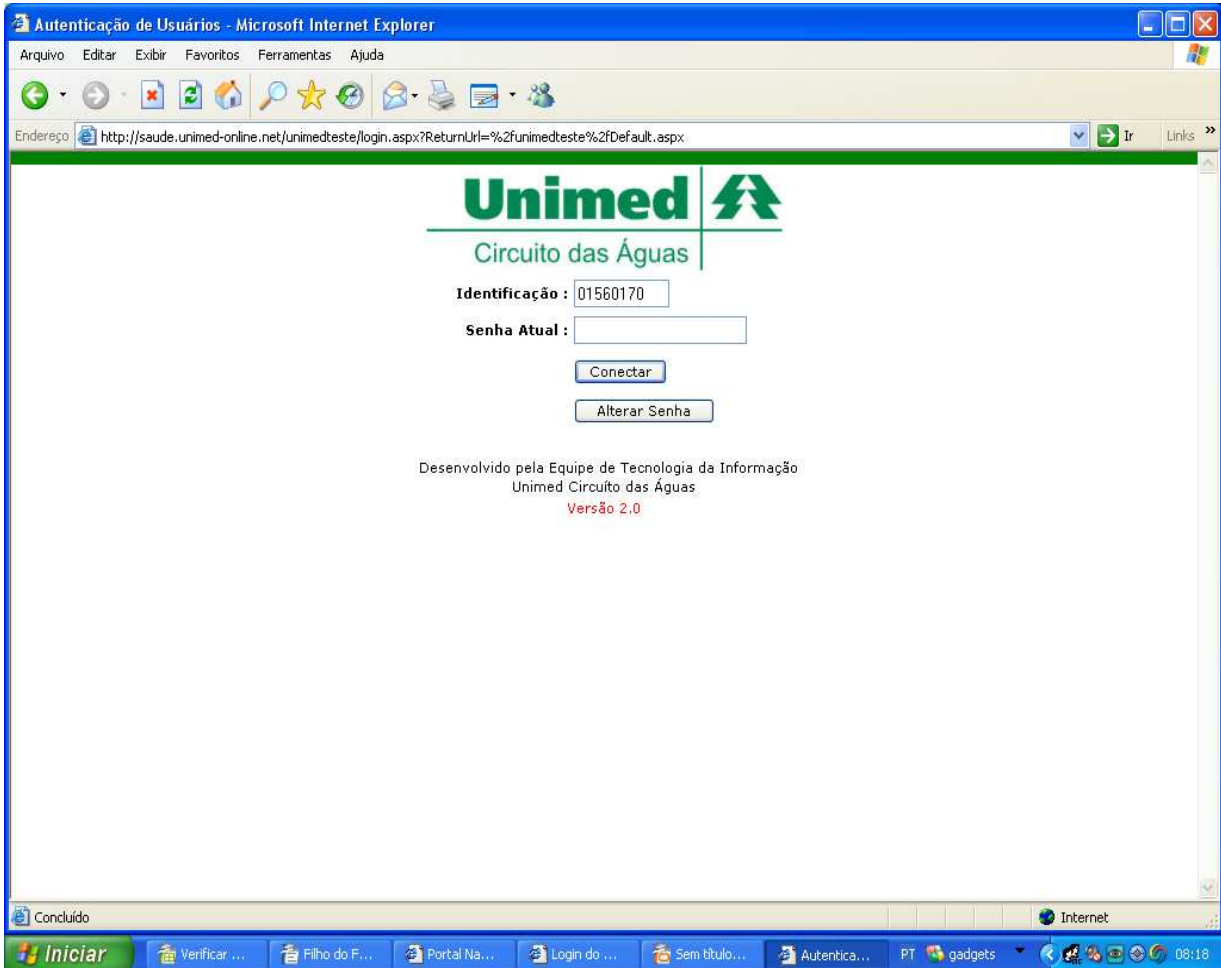 Autenticação de Usuários - Microsoft Internet Explorer
Arquivo Editar Exibir Favoritos Ferramentas Ajuda
Endereço http://saude.unimed-online.net/unimedteste/login.aspx?ReturnUrl=%2funimedteste%2fDefault.aspx Ir Links »
Unimed
Circuito das Águas
Identificação : 01560170
Senha Atual :
Conectar
Alterar Senha
Desenvolvido pela Equipe de Tecnologia da Informação
Unimed Circuíto das Águas
Versão 2.0
Concluído Internet
Iniciar Verificar ... Filho do F... Portal Na... Login do ... Sem título... Autentica... PT gadgets 08:18